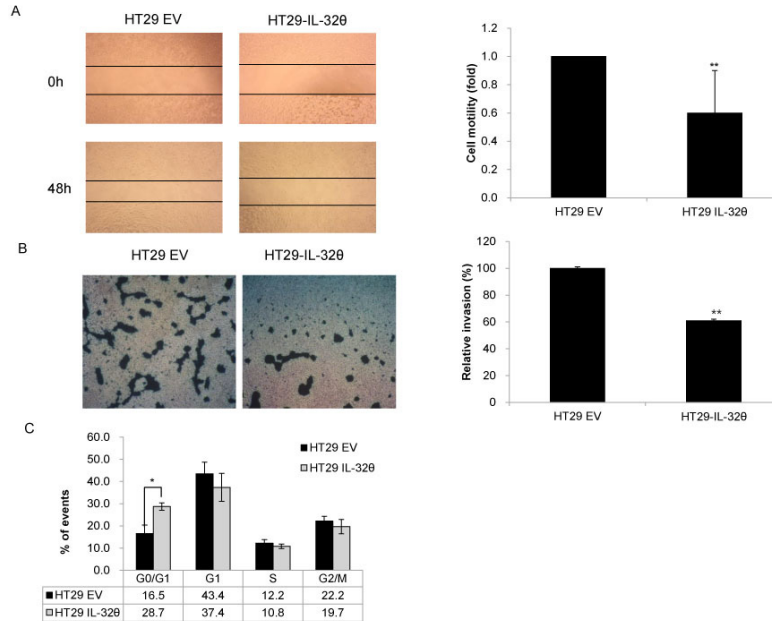 A
HT29 EV
HT29-IL-32θ
0h
48h
Cell motility (fold)
1.0
0.8
0.6
0.4
0.2
0.0
**
HT29 EV
HT29 IL-32θ
B
HT29 EV
HT29-IL-32θ
Relative invasion (%)
120
100
80
60
40
20
0
**
HT29 EV
HT29-IL-32θ
C
% of events
60.0
50.0
40.0
30.0
20.0
10.0
0.0
*
HT29 EV
HT29 IL-32θ
G0/G1 G1 S G2/M
HT29 EV 16.5 43.4 12.2 22.2
HT29 IL-32θ 28.7 37.4 10.8 19.7